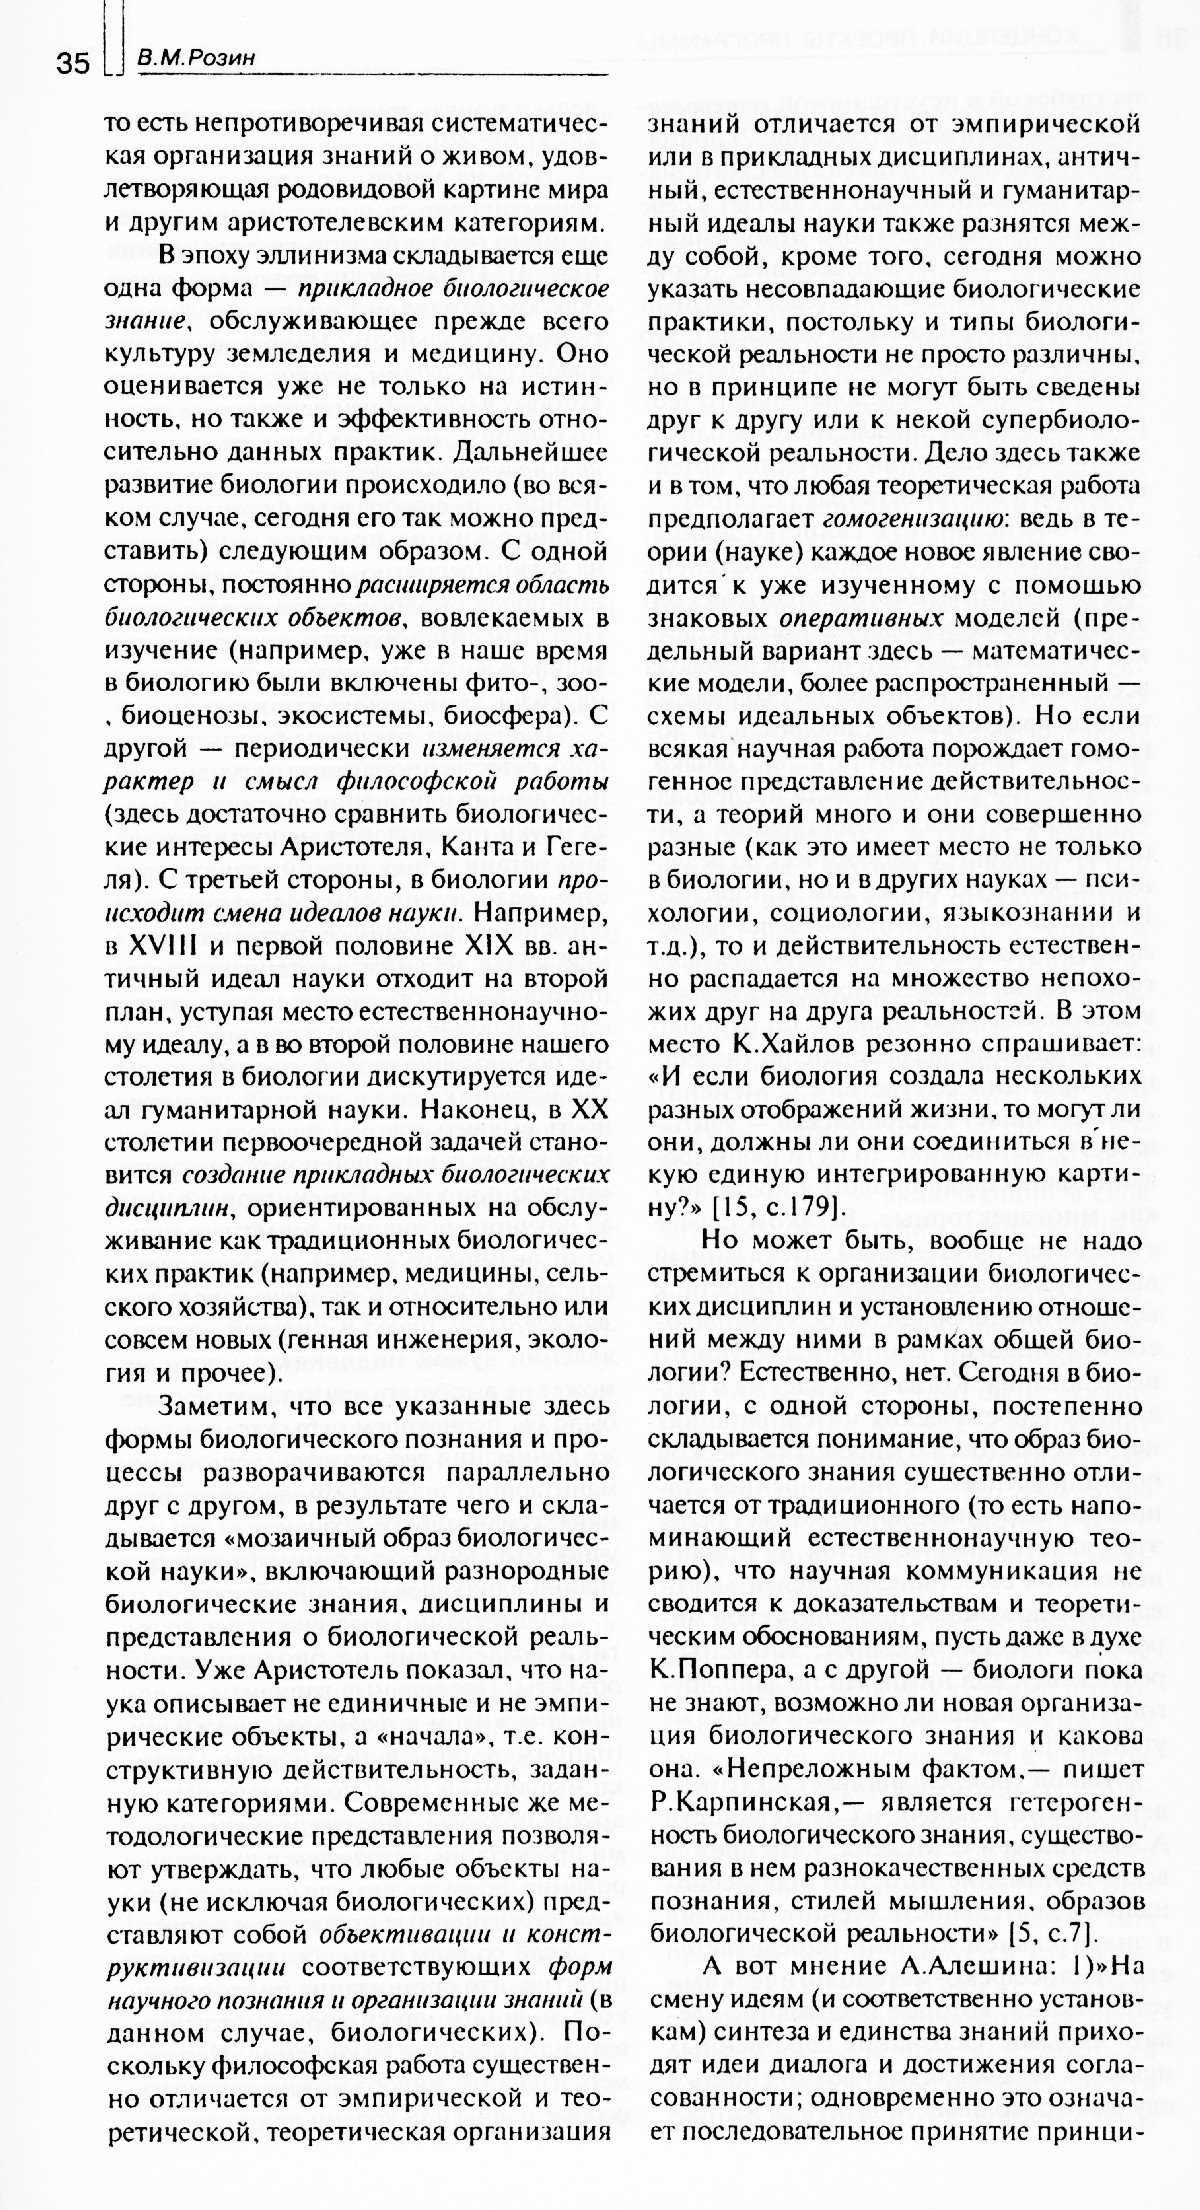 35
В.М.Розин
то есть непротиворечивая систематичес-
кая организация знаний о живом, удов-
летворяющая родовидовой картине мира
и другим аристотелевским категориям.
В эпоху эллинизма складывается еще
одна форма — прикладное биологическое
знание, обслуживающее прежде всего
культуру земледелия и медицину. Оно
оценивается уже не только на истин-
ность, но также и эффективность отно-
сительно данных практик. Дальнейшее
развитие биологии происходило (во вся-
ком случае, сегодня его так можно пред-
ставить) следующим образом. С одной
стороны, постоянно расширяется область
биологических объектов, вовлекаемых в
изучение (например, уже в наше время
в биологию были включены фито-, зоо-
, биоценозы, экосистемы, биосфера). С
другой — периодически изменяется ха-
рактер и смысл философской работы
(здесь достаточно сравнить биологичес-
кие интересы Аристотеля, Канта и Геге-
ля). С третьей стороны, в биологии про-
исходит смена идеалов науки. Например,
в XVIII и первой половине XIX вв. ан-
тичный идеал науки отходит на второй
план, уступая место естественнонаучно-
му идеалу, а в во второй половине нашего
столетия в биологии дискутируется иде-
ал гуманитарной науки. Наконец, в XX
столетии первоочередной задачей стано-
вится создание прикладных биологических
дисциплин, ориентированных на обслу-
живание как традиционных биологичес-
ких практик (например, медицины, сель-
ского хозяйства), так и относительно или
совсем новых (генная инженерия, эколо-
гия и прочее).
Заметим, что все указанные здесь
формы биологического познания и про-
цессы разворачиваются параллельно
друг с другом, в результате чего и скла-
дывается «мозаичный образ биологичес-
кой науки», включающий разнородные
биологические знания, дисциплины и
представления о биологической реаль-
ности. Уже Аристотель показал, что на-
ука описывает не единичные и не эмпи-
рические объекты, а «начала», т.е. кон-
структивную действительность, задан-
ную категориями. Современные же ме-
тодологические представления позволя-
ют утверждать, что любые объекты на-
уки (не исключая биологических) пред-
ставляют собой объективации и конст-
руктивизации соответствующих форм
научного познания и организации знаний (в
данном случае, биологических). По-
скольку философская работа существен-
но отличается от эмпирической и тео-
ретической, теоретическая организация
знаний отличается от эмпирической
или в прикладных дисциплинах, антич-
ный, естественнонаучный и гуманитар-
ный идеалы науки также разнятся меж-
ду собой, кроме того, сегодня можно
указать несовпадающие биологические
практики, постольку и типы биологи-
ческой реальности не просто различны,
но в принципе не могут быть сведены
друг к другу или к некой супербиоло-
гической реальности. Дело здесь также
и в том, что любая теоретическая работа
предполагает гомогенизацию: ведь в те-
ории (науке) каждое новое явление сво-
дится к уже изученному с помощью
знаковых оперативных моделей (пре-
дельный вариант здесь — математичес-
кие модели, более распространенный —
схемы идеальных объектов). Но если
всякая научная работа порождает гомо-
генное представление действительнос-
ти, а теорий много и они совершенно
разные (как это имеет место не только
в биологии, но и в других науках — пси-
хологии, социологии, языкознании и
т.д.), то и действительность естествен-
но распадается на множество непохо-
жих друг на друга реальностей. В этом
место К.Хайлов резонно спрашивает:
«И если биология создала нескольких
разных отображений жизни, то могут ли
они, должны ли они соединиться в не-
кую единую интегрированную карти-
ну?» [15, с.179].
Но может быть, вообще не надо
стремиться к организации биологичес-
ких дисциплин и установлению отноше-
ний между ними в рамках общей био-
логии? Естественно, нет. Сегодня в био-
логии, с одной стороны, постепенно
складывается понимание, что образ био-
логического знания существенно отли-
чается от традиционного (то есть напо-
минающий естественнонаучную тео-
рию), что научная коммуникация не
сводится к доказательствам и теорети-
ческим обоснованиям, пусть даже в духе
К.Поппера, а с другой — биологи пока
не знают, возможно ли новая организа-
ция биологического знания и какова
она. «Непреложным фактом,— пишет
Р.Карпинская,— является гетероген-
ность биологического знания, существо-
вания в нем разнокачественных средств
познания, стилей мышления, образов
биологической реальности» [5, с.7].
А вот мнение А.Алешина: 1)»На
смену идеям (и соответственно установ-
кам) синтеза и единства знаний прихо-
дят идеи диалога и достижения согла-
сованности; одновременно это означа-
ет последовательное принятие принци-